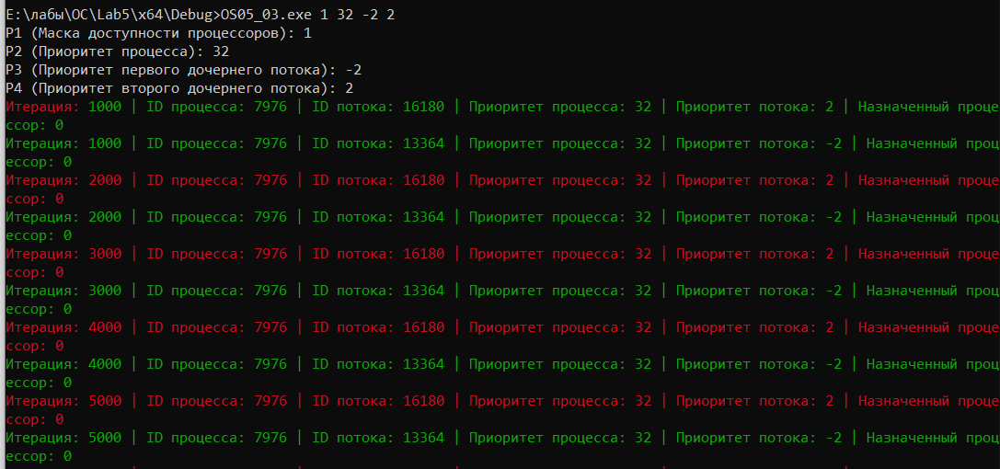 E:\лабы\ОС\Lab5\x64\Debug>OS05_03.exe 1 32 -2 2
P1 (Маска доступности процессоров): 1
P2 (Приоритет процесса): 32
P3 (Приоритет первого дочернего потока): -2
P4 (Приоритет второго дочернего потока): 2
Итерация: 1000 | ID процесса: 7976 | ID потока: 16180 | Приоритет процесса: 32 | Приоритет потока: 2 | Назначенный проце
ссор: 0
Итерация: 1000 | ID процесса: 7976 | ID потока: 13364 | Приоритет процесса: 32 | Приоритет потока: -2 | Назначенный проц
ессор: 0
Итерация: 2000 | ID процесса: 7976 | ID потока: 16180 | Приоритет процесса: 32 | Приоритет потока: 2 | Назначенный проце
ссор: 0
Итерация: 2000 | ID процесса: 7976 | ID потока: 13364 | Приоритет процесса: 32 | Приоритет потока: -2 | Назначенный проц
ессор: 0
Итерация: 3000 | ID процесса: 7976 | ID потока: 16180 | Приоритет процесса: 32 | Приоритет потока: 2 | Назначенный проце
ссор: 0
Итерация: 3000 | ID процесса: 7976 | ID потока: 13364 | Приоритет процесса: 32 | Приоритет потока: -2 | Назначенный проц
ессор: 0
Итерация: 4000 | ID процесса: 7976 | ID потока: 16180 | Приоритет процесса: 32 | Приоритет потока: 2 | Назначенный проце
ссор: 0
Итерация: 4000 | ID процесса: 7976 | ID потока: 13364 | Приоритет процесса: 32 | Приоритет потока: -2 | Назначенный проц
ессор: 0
Итерация: 5000 | ID процесса: 7976 | ID потока: 16180 | Приоритет процесса: 32 | Приоритет потока: 2 | Назначенный проце
ссор: 0
Итерация: 5000 | ID процесса: 7976 | ID потока: 13364 | Приоритет процесса: 32 | Приоритет потока: -2 | Назначенный проц
ессор: 0